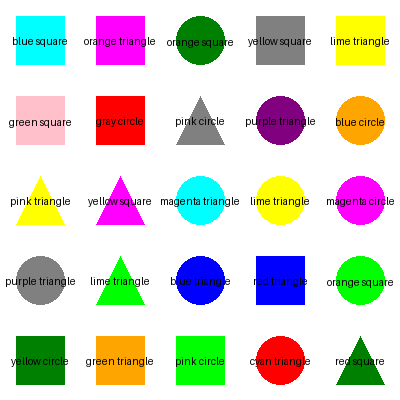 blue square orange triangle orange square yellow square lime triangle
green square gray circle pink circle purple triangle blue circle
pink triangle yellow square magenta triangle lime triangle magenta circle
purple triangle lime triangle blue triangle red triangle orange square
yellow circle green triangle pink circle cyan triangle red square